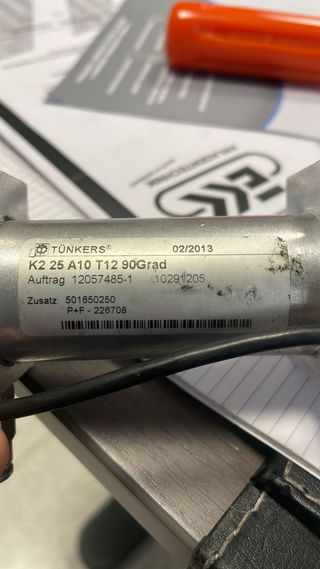 TÜNKERS® 02/2013
K2 25 A10 T12 90Grad
Auftrag 12057485-1 10291205
Zusatz: 501650250
P+F - 226708